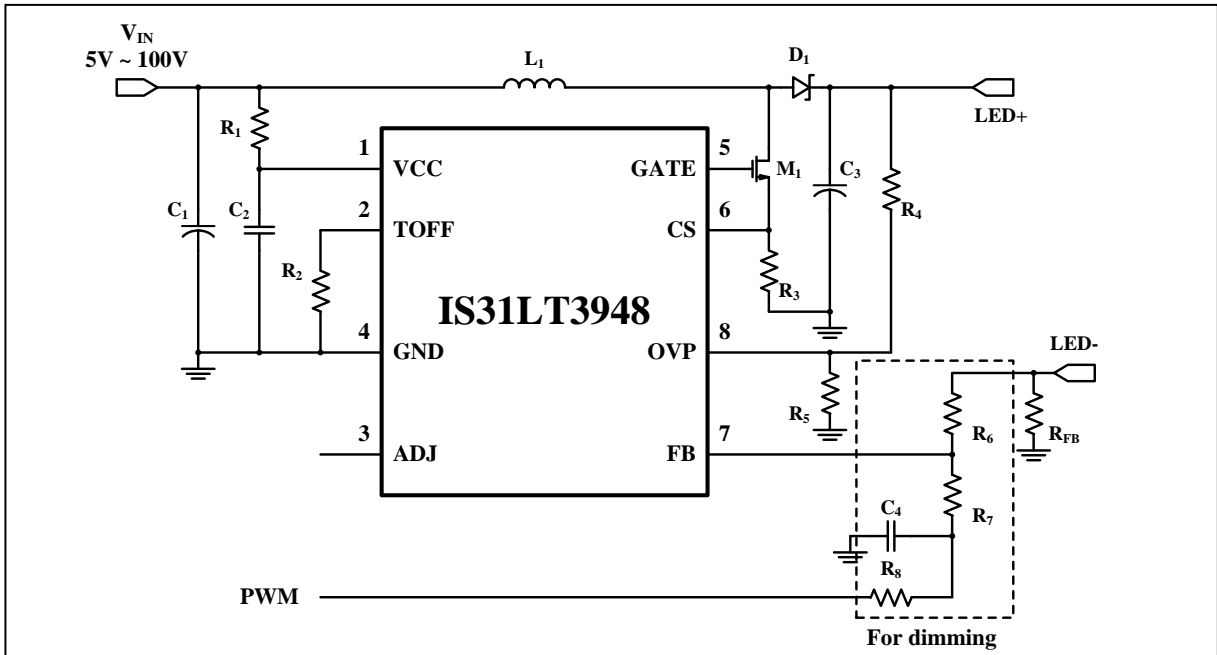 V_IN
5V ~ 100V
L₁
D₁
LED+
R₁
1
VCC
5
GATE
M₁
C₃
R₄
C₁
C₂
2
TOFF
6
CS
R₂
R₃
IS31LT3948
4
GND
8
OVP
LED-
R₅
R₆
R_FB
3
ADJ
7
FB
R₇
C₄
R₈
PWM
For dimming